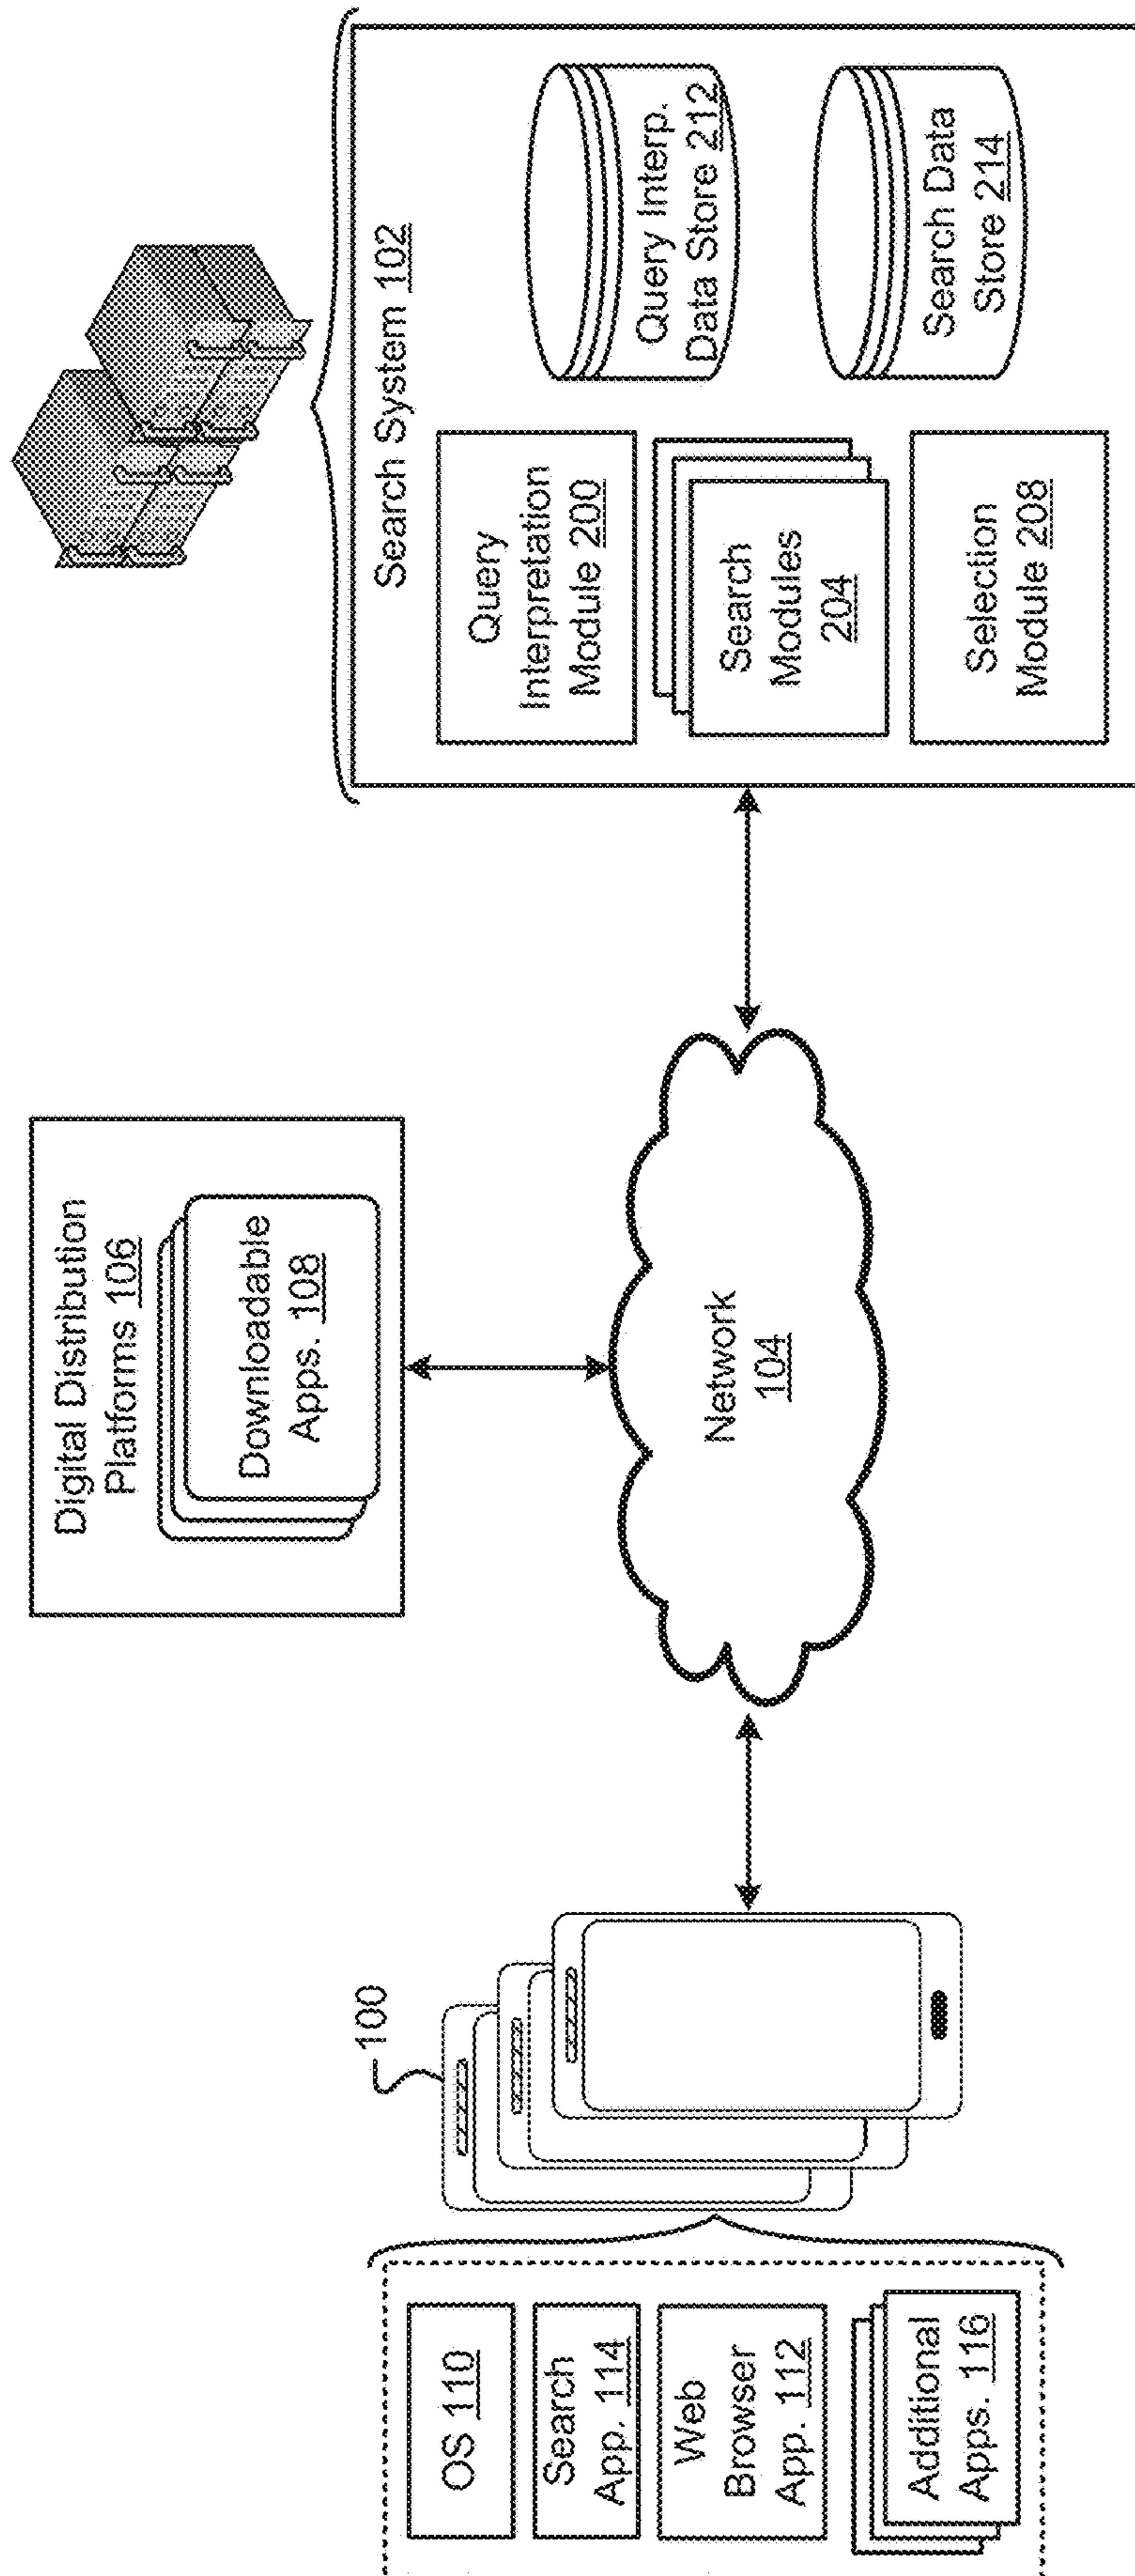 OS 110
Search
App. 114
Web
Browser
App. 112
Additional
Apps. 116
100
Digital Distribution
Platforms 106
Downloadable
Apps. 108
Network
104
Search System 102
Query
Interpretation
Module 200
Search
Modules
204
Selection
Module 208
Query Interp.
Data Store 212
Search Data
Store 214